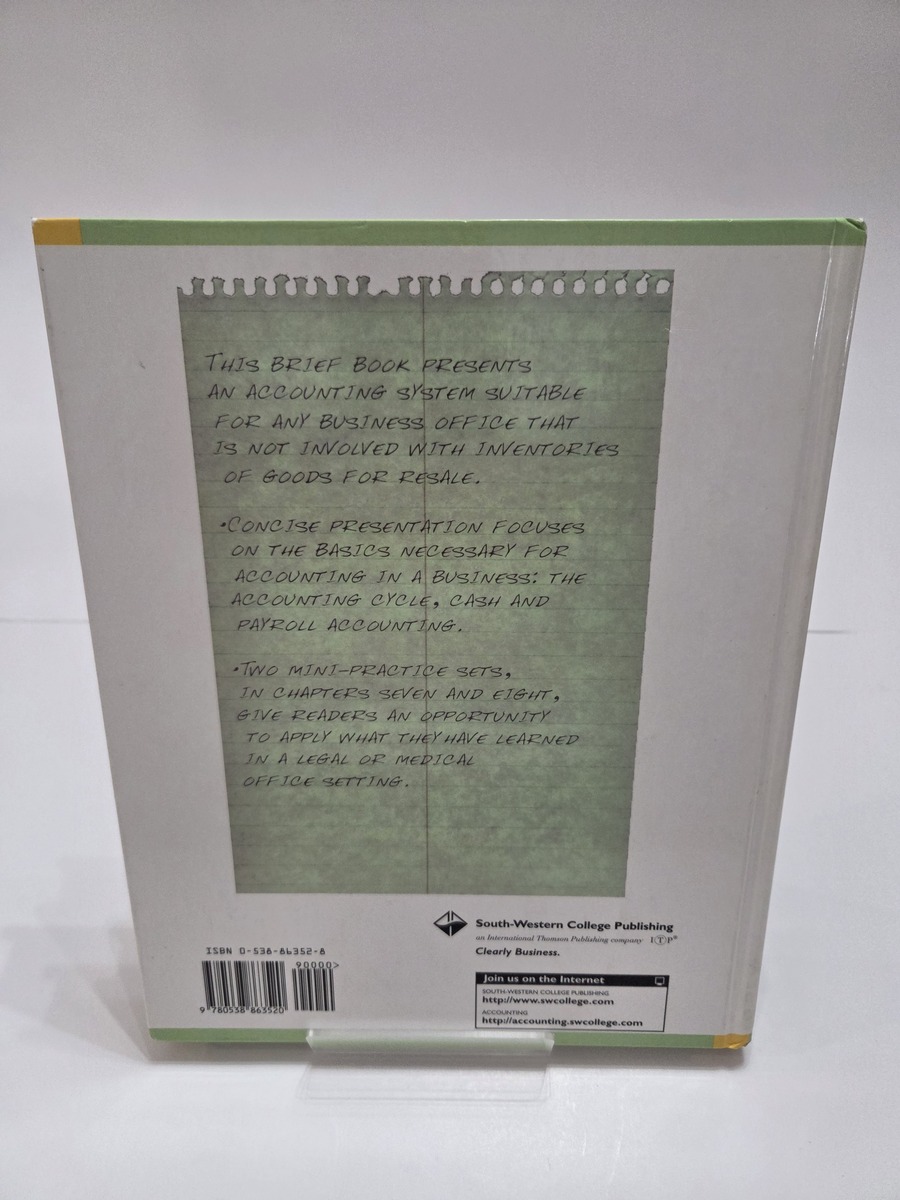 THIS BRIEF BOOK PRESENTS
AN ACCOUNTING SYSTEM SUITABLE
FOR ANY BUSINESS OFFICE THAT
IS NOT INVOLVED WITH INVENTORIES
OF GOODS FOR RESALE.
•CONCISE PRESENTATION FOCUSES
ON THE BASICS NECESSARY FOR
ACCOUNTING IN A BUSINESS: THE
ACCOUNTING CYCLE, CASH AND
PAYROLL ACCOUNTING.
•TWO MINI-PRACTICE SETS,
IN CHAPTERS SEVEN AND EIGHT,
GIVE READERS AN OPPORTUNITY
TO APPLY WHAT THEY HAVE LEARNED
IN A LEGAL OR MEDICAL
OFFICE SETTING.
South-Western College Publishing
an International Thomson Publishing company I(T)P®
Clearly Business.
ISBN 0-538-86352-8
90000>
9 780538 863520
Join us on the Internet
SOUTH-WESTERN COLLEGE PUBLISHING
http://www.swcollege.com
ACCOUNTING
http://accounting.swcollege.com